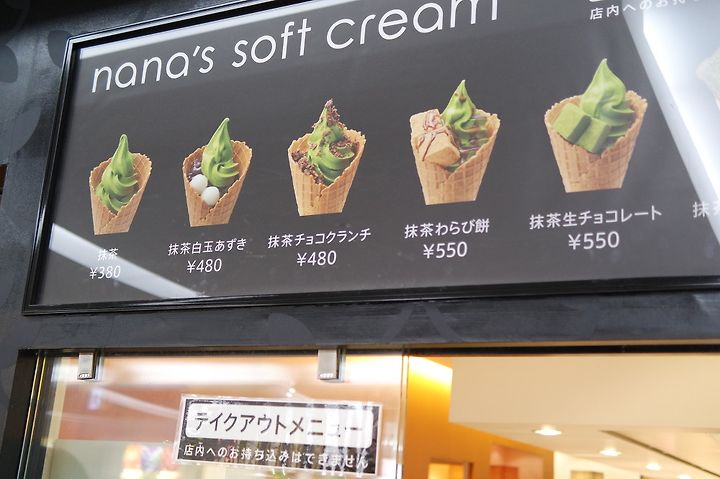 nana's soft cream
店内へのお持
抹茶
¥380
抹茶白玉あずき
¥480
抹茶チョコクランチ
¥480
抹茶わらび餅
¥550
抹茶生チョコレート
¥550
テイクアウトメニュー
店内へのお持ち込みはできません